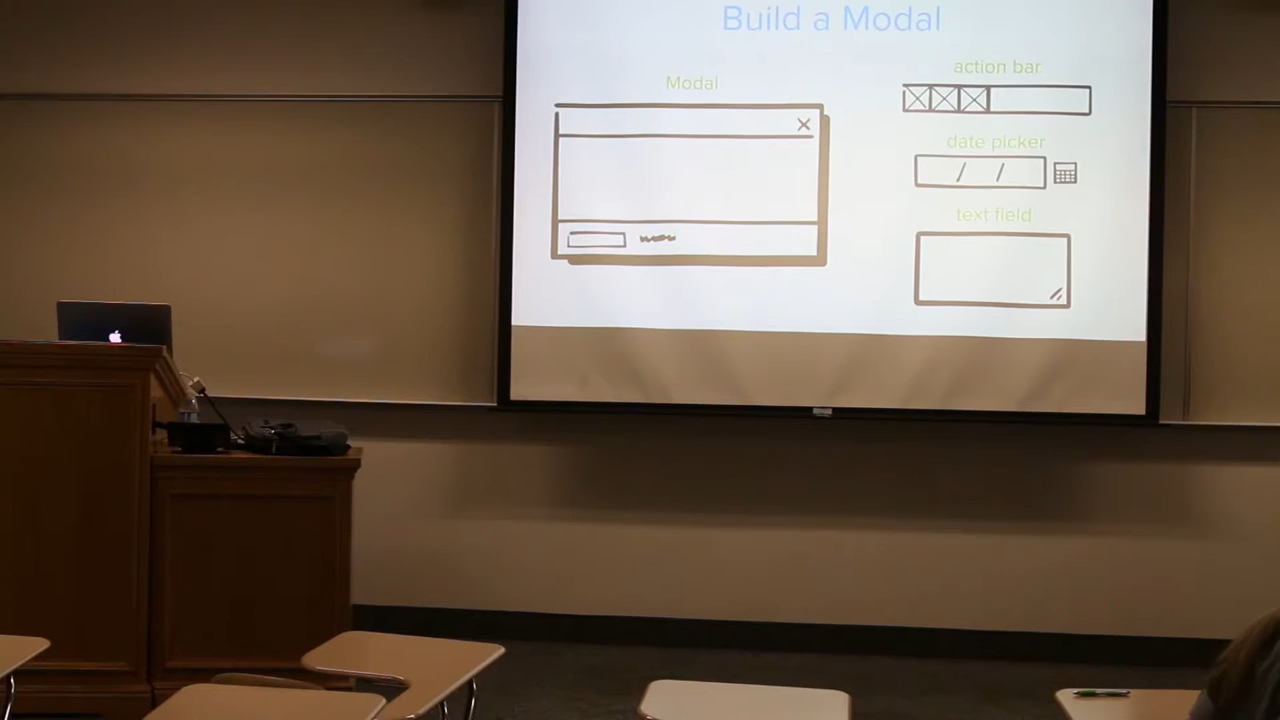 Build a Modal
Modal
action bar
date picker
/ /
text field